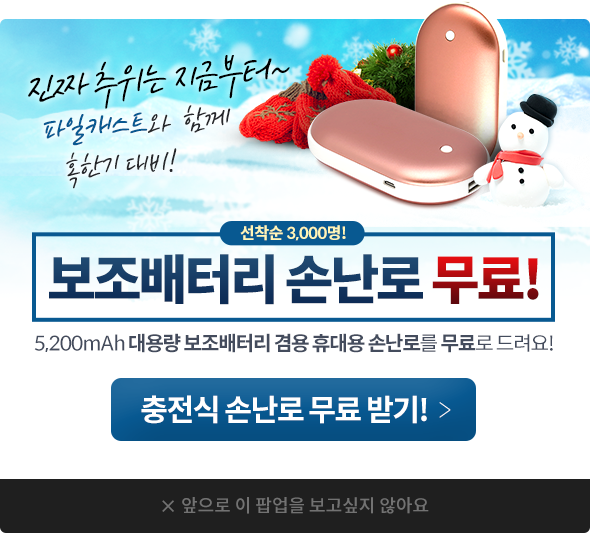 진짜 추위는 지금부터~
파일캐스트와 함께
혹한기 대비!
선착순 3,000명!
보조배터리 손난로 무료!
5,200mAh 대용량 보조배터리 겸용 휴대용 손난로를 무료로 드려요!
충전식 손난로 무료 받기! >
× 앞으로 이 팝업을 보고싶지 않아요